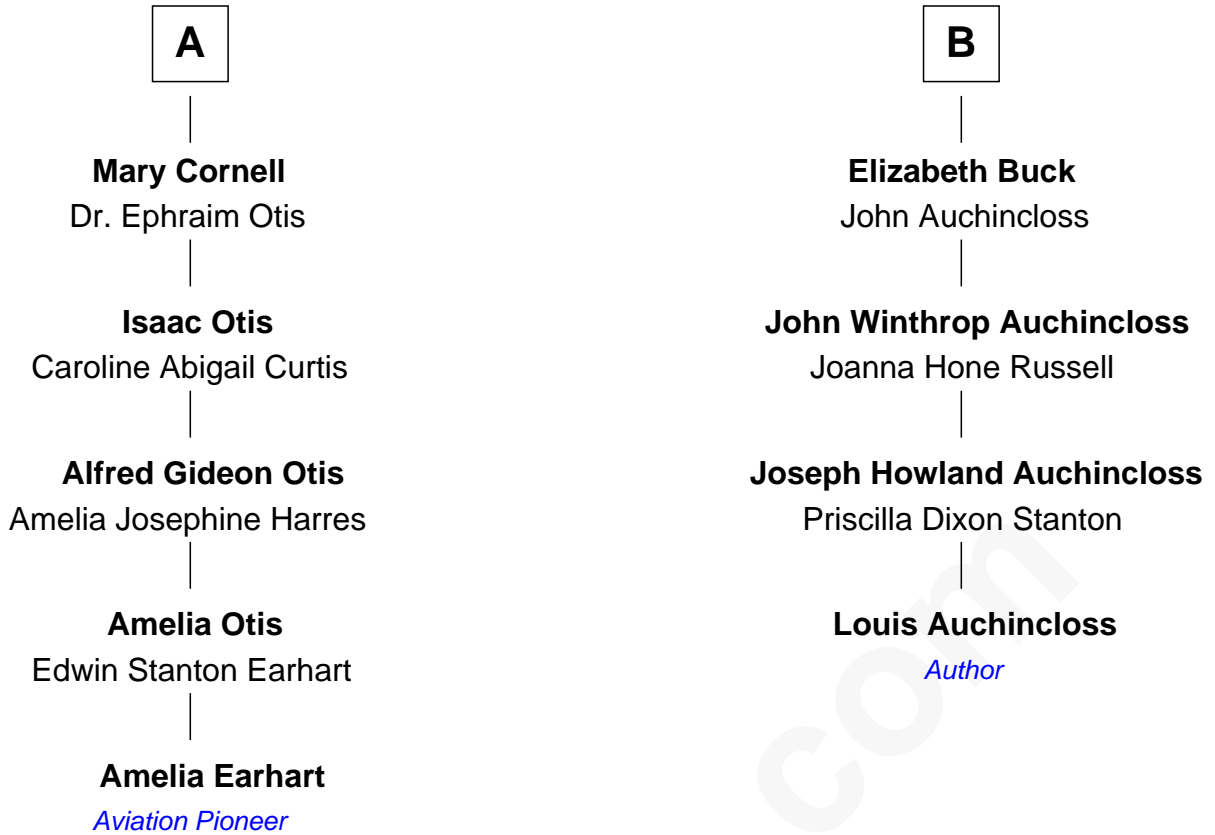 A
Mary Cornell
Dr. Ephraim Otis
Isaac Otis
Caroline Abigail Curtis
Alfred Gideon Otis
Amelia Josephine Harres
Amelia Otis
Edwin Stanton Earhart
Amelia Earhart
Aviation Pioneer
B
Elizabeth Buck
John Auchincloss
John Winthrop Auchincloss
Joanna Hone Russell
Joseph Howland Auchincloss
Priscilla Dixon Stanton
Louis Auchincloss
Author
com